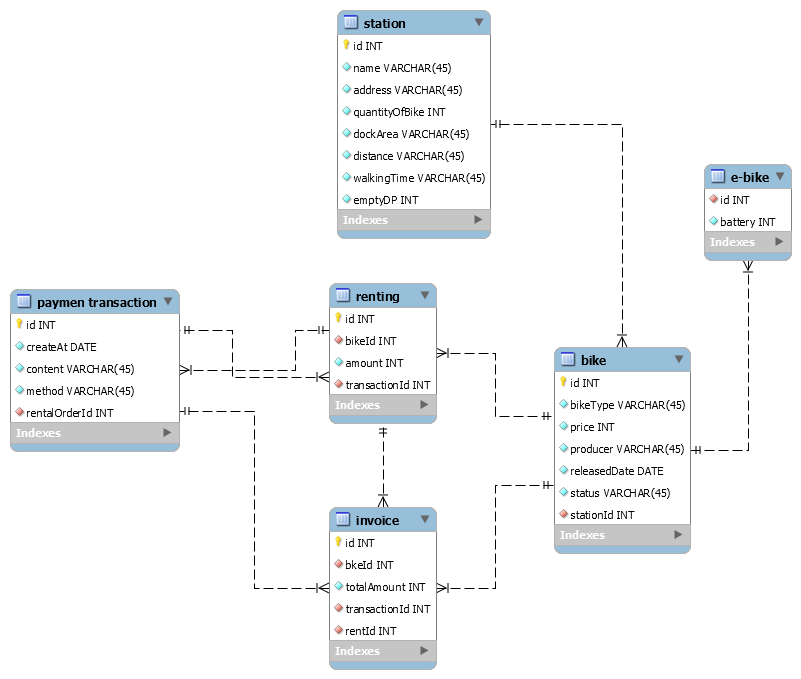 station
id INT
name VARCHAR(45)
address VARCHAR(45)
quantityOfBike INT
dockArea VARCHAR(45)
distance VARCHAR(45)
walkingTime VARCHAR(45)
emptyDP INT
Indexes
e-bike
id INT
battery INT
Indexes
paymen transaction
id INT
createAt DATE
content VARCHAR(45)
method VARCHAR(45)
rentalOrderId INT
Indexes
renting
id INT
bikeId INT
amount INT
transactionId INT
Indexes
bike
id INT
bikeType VARCHAR(45)
price INT
producer VARCHAR(45)
releasedDate DATE
status VARCHAR(45)
stationId INT
Indexes
invoice
id INT
bkeId INT
totalAmount INT
transactionId INT
rentId INT
Indexes